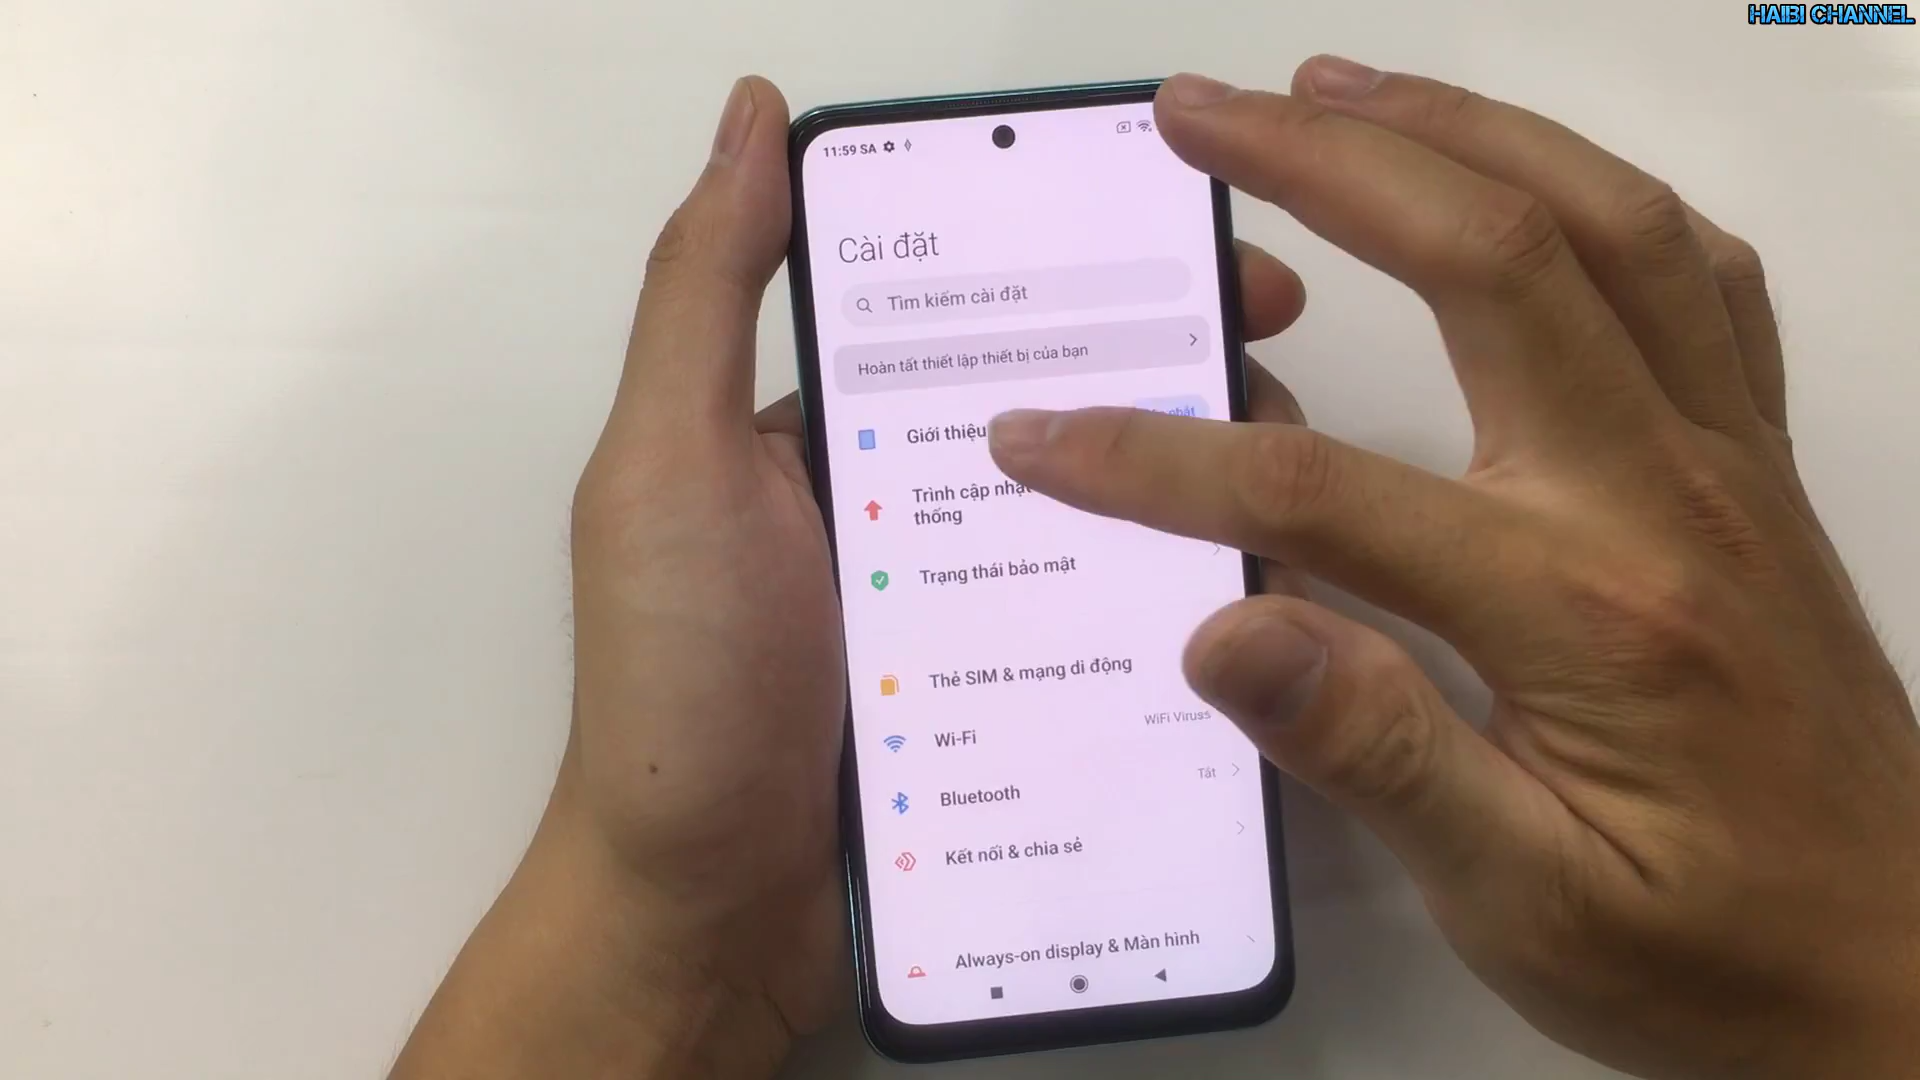 HAIBI CHANNEL
11:59 SA
Cài đặt
Tìm kiếm cài đặt
Hoàn tất thiết lập thiết bị của bạn
Giới thiệu
Trình cập nhật
thống
Trạng thái bảo mật
Thẻ SIM & mạng di động
Wi-Fi
WiFi Viruss
Bluetooth
Tắt
Kết nối & chia sẻ
Always-on display & Màn hình